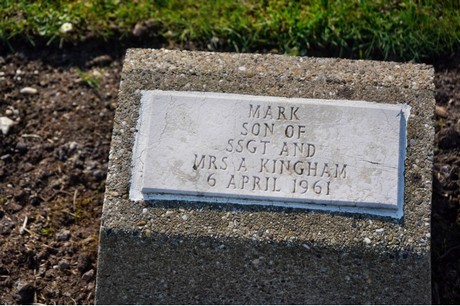 MARK
SON OF
SSGT AND
MRS A KINGHAM
6 APRIL 1961